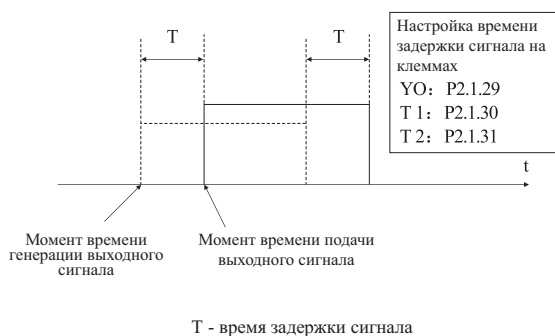 T
T
Настройка времени
задержки сигнала на
клеммах
YO： P2.1.29
T 1： P2.1.30
T 2： P2.1.31
t
Момент времени
генерации выходного
сигнала
Момент времени подачи
выходного сигнала
T - время задержки сигнала